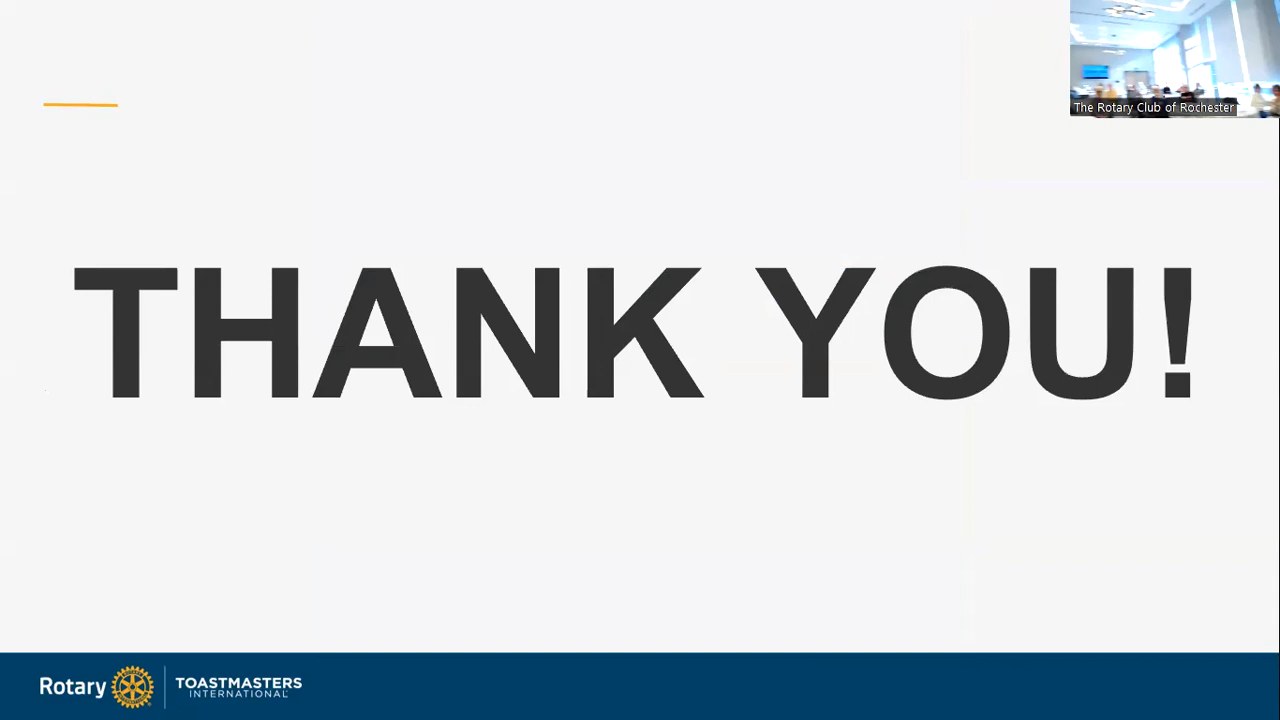 The Rotary Club of Rochester
THANK YOU!
Rotary
TOASTMASTERS
INTERNATIONAL